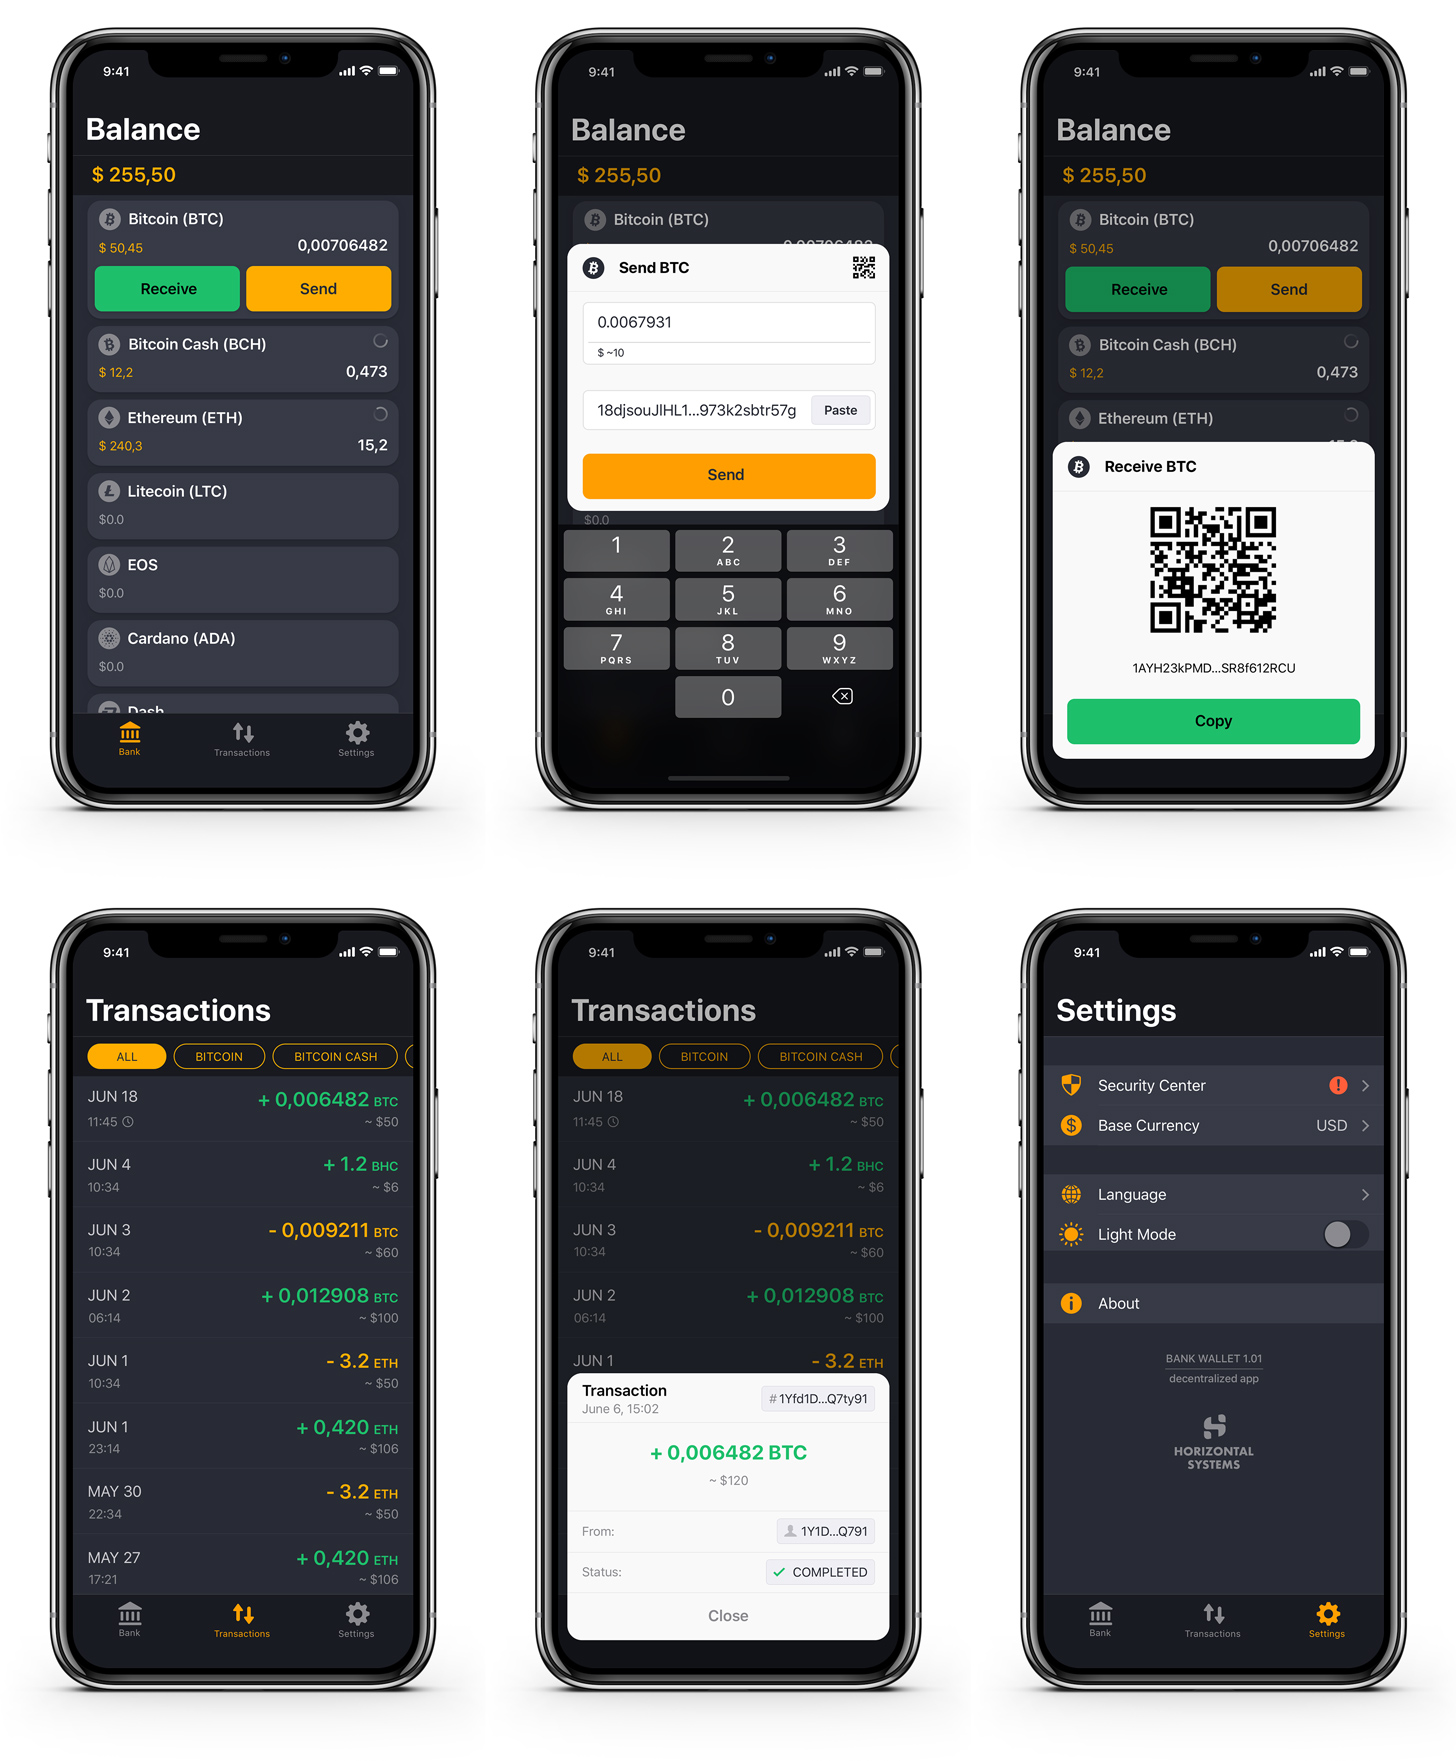 9:41
Balance
$ 255,50
Bitcoin (BTC)
$ 50,45 0,00706482
Receive Send
Bitcoin Cash (BCH)
$ 12,2 0,473
Ethereum (ETH)
$ 240,3 15,2
Litecoin (LTC)
$0.0
EOS
$0.0
Cardano (ADA)
$0.0
Dash
Bank Transactions Settings
9:41
Balance
$ 255,50
Bitcoin (BTC)
0,00706482
Send BTC
0.0067931
$ ~10
18djsouJlHL1...973k2sbtr57g Paste
Send
$0.0
1 2 3
ABC DEF
4 5 6
GHI JKL MNO
7 8 9
PQRS TUV WXYZ
0
9:41
Balance
$ 255,50
Bitcoin (BTC)
$ 50,45 0,00706482
Receive Send
Bitcoin Cash (BCH)
$ 12,2 0,473
Ethereum (ETH)
15,2
Receive BTC
1AYH23kPMD...SR8f612RCU
Copy
9:41
Transactions
ALL BITCOIN BITCOIN CASH
JUN 18 + 0,006482 BTC
11:45 ~ $50
JUN 4 + 1.2 BHC
10:34 ~ $6
JUN 3 - 0,009211 BTC
10:34 ~ $60
JUN 2 + 0,012908 BTC
06:14 ~ $100
JUN 1 - 3.2 ETH
10:34 ~ $50
JUN 1 + 0,420 ETH
23:14 ~ $106
MAY 30 - 3.2 ETH
22:34 ~ $50
MAY 27 + 0,420 ETH
17:21 ~ $106
Bank Transactions Settings
9:41
Transactions
ALL BITCOIN BITCOIN CASH
JUN 18 + 0,006482 BTC
11:45 ~ $50
JUN 4 + 1.2 BHC
10:34 ~ $6
JUN 3 - 0,009211 BTC
10:34 ~ $60
JUN 2 + 0,012908 BTC
06:14 ~ $100
JUN 1 - 3.2 ETH
Transaction # 1Yfd1D...Q7ty91
June 6, 15:02
+ 0,006482 BTC
~ $120
From: 1Y1D...Q791
Status: COMPLETED
Close
9:41
Settings
Security Center !
Base Currency USD
Language
Light Mode
About
BANK WALLET 1.01
decentralized app
HORIZONTAL
SYSTEMS
Bank Transactions Settings